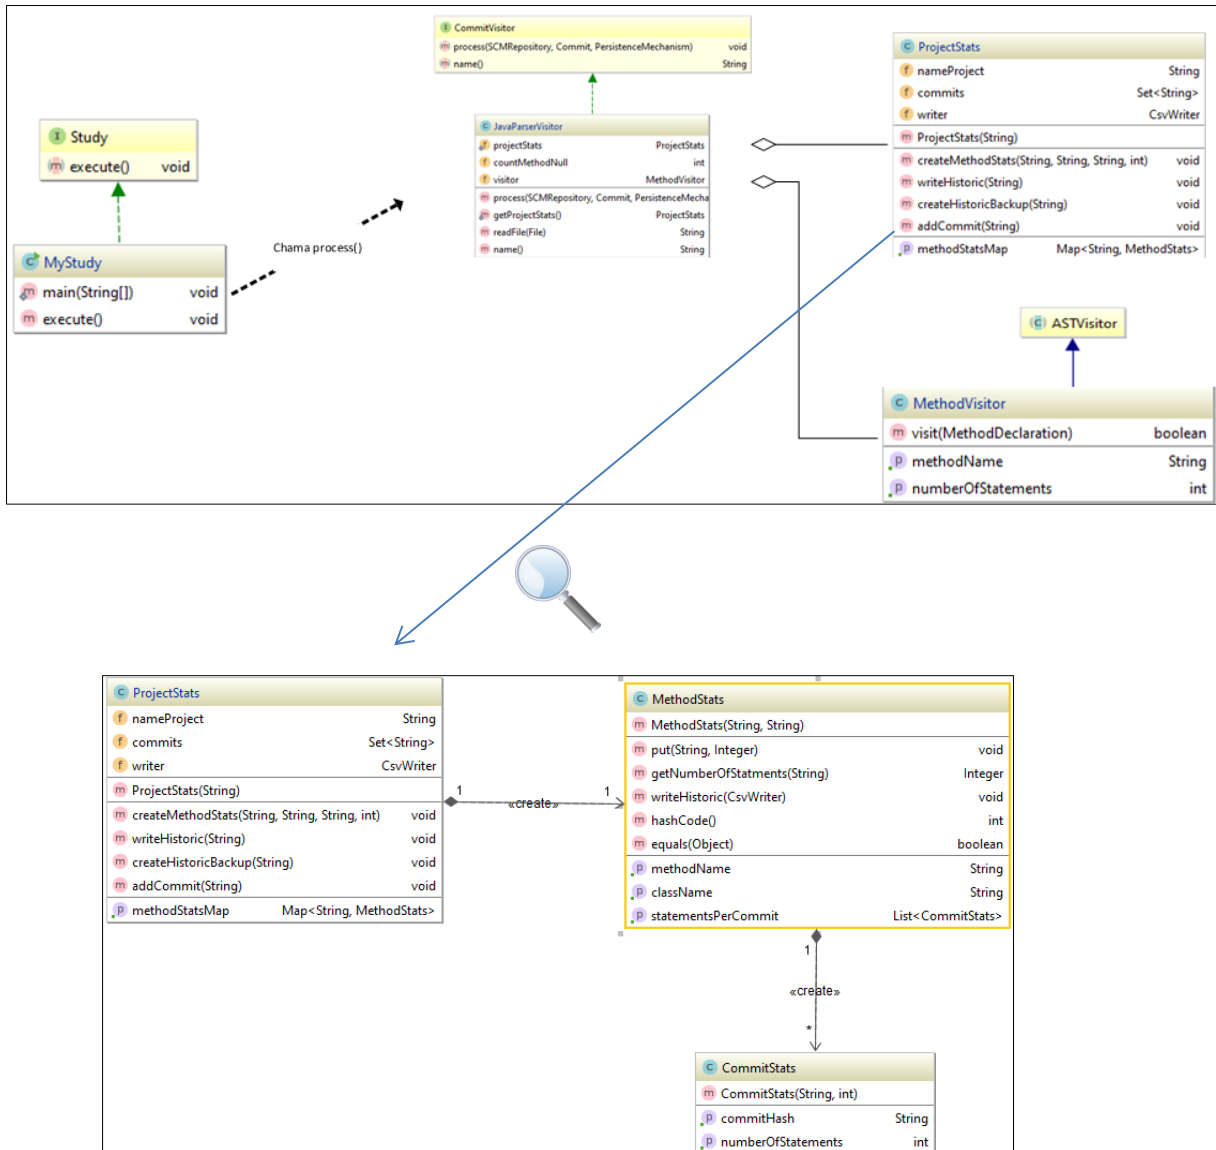 CommitVisitor
process(SCMRepository, Commit, PersistenceMechanism) void
name() String
Study
execute() void
MyStudy
main(String[]) void
execute() void
Chama process()
JavaParserVisitor
projectStats ProjectStats
countMethodNull int
visitor MethodVisitor
process(SCMRepository, Commit, PersistenceMecha
getProjectStats() ProjectStats
readFile(File) String
name() String
ProjectStats
nameProject String
commits Set<String>
writer CsvWriter
ProjectStats(String)
createMethodStats(String, String, String, int) void
writeHistoric(String) void
createHistoricBackup(String) void
addCommit(String) void
methodStatsMap Map<String, MethodStats>
ASTVisitor
MethodVisitor
visit(MethodDeclaration) boolean
methodName String
numberOfStatements int
ProjectStats
nameProject String
commits Set<String>
writer CsvWriter
ProjectStats(String)
createMethodStats(String, String, String, int) void
writeHistoric(String) void
createHistoricBackup(String) void
addCommit(String) void
methodStatsMap Map<String, MethodStats>
1 «create» 1
MethodStats
MethodStats(String, String)
put(String, Integer) void
getNumberOfStatments(String) Integer
writeHistoric(CsvWriter) void
hashCode() int
equals(Object) boolean
methodName String
className String
statementsPerCommit List<CommitStats>
1
«create»
*
CommitStats
CommitStats(String, int)
commitHash String
numberOfStatements int